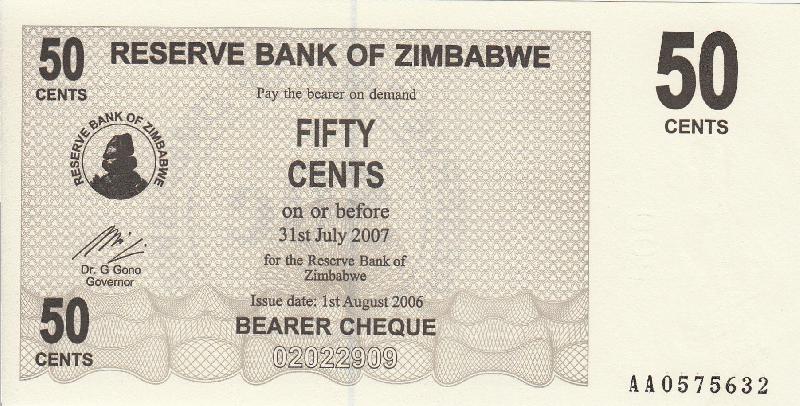 50
CENTS
RESERVE BANK OF ZIMBABWE
50
CENTS
Pay the bearer on demand
RESERVE BANK OF ZIMBABWE
FIFTY
CENTS
on or before
31st July 2007
Dr. G Gono
Governor
for the Reserve Bank of
Zimbabwe
Issue date: 1st August 2006
50
CENTS
BEARER CHEQUE
02022909
AA0575632